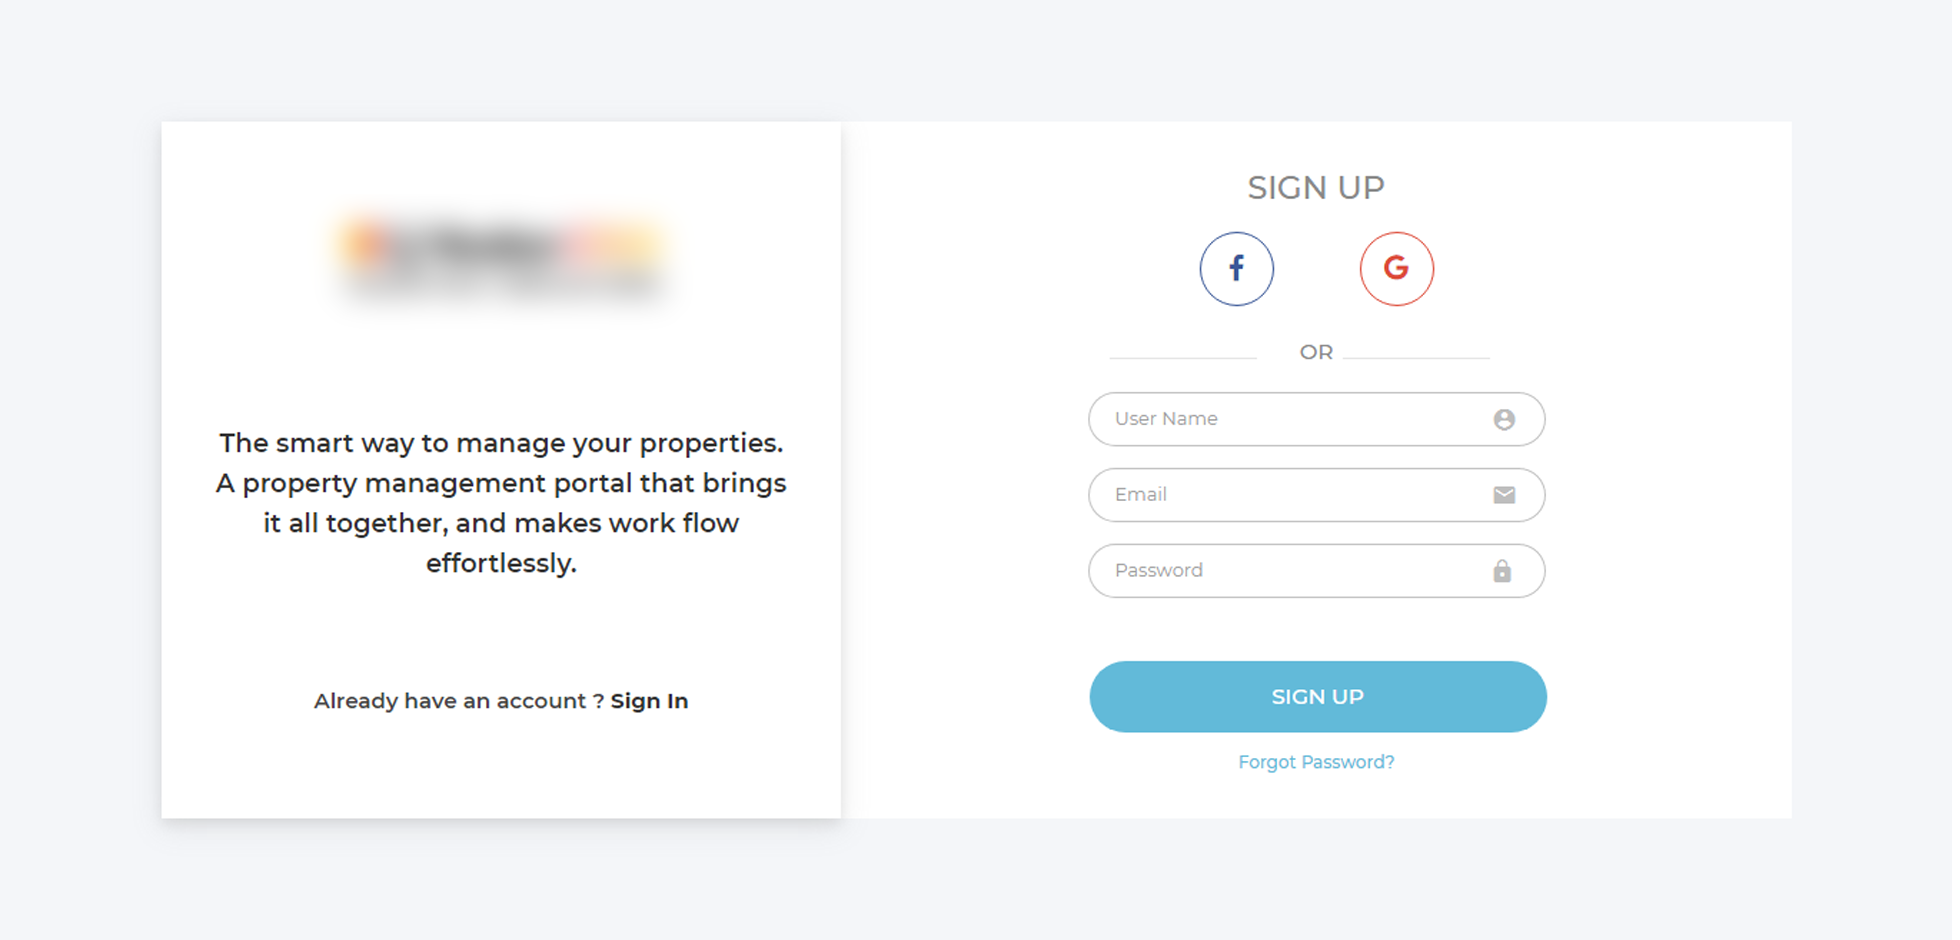 The smart way to manage your properties.
A property management portal that brings
it all together, and makes work flow
effortlessly.
Already have an account ? Sign In
SIGN UP
OR
User Name
Email
Password
SIGN UP
Forgot Password?